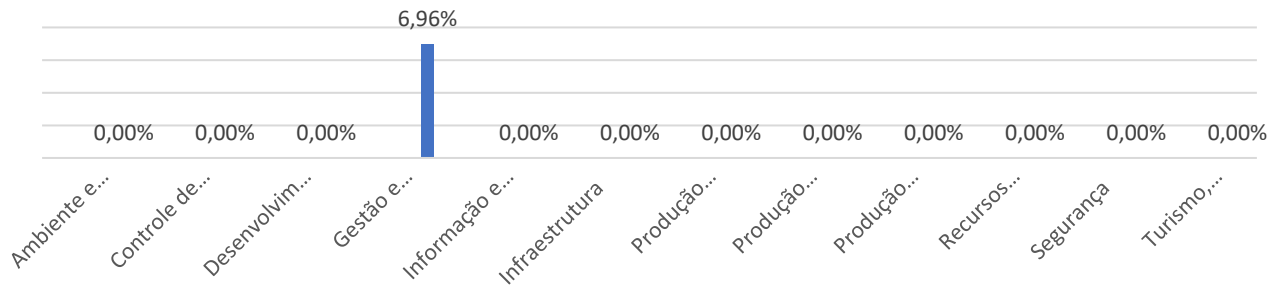 6,96%
0,00%
0,00%
0,00%
0,00%
0,00%
0,00%
0,00%
0,00%
0,00%
0,00%
0,00%
Ambiente e...
Controle de...
Desenvolvim...
Gestão e...
Informação e...
Infraestrutura
Produção...
Produção...
Produção...
Recursos...
Segurança
Turismo,...